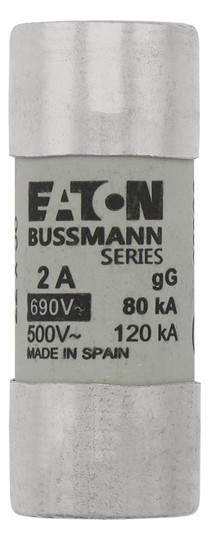 EATON
BUSSMANN
SERIES
2 A gG
690V~ 80 kA
500V~ 120 kA
MADE IN SPAIN